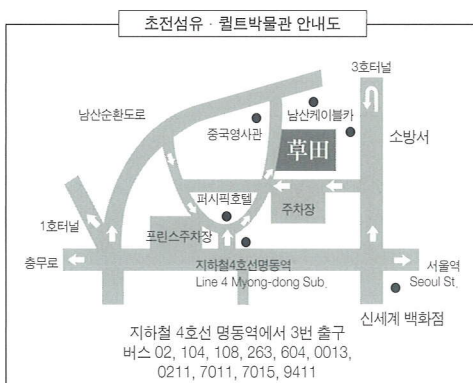 초전섬유 · 퀼트박물관 안내도
3호터널
남산순환도로
중국영사관
남산케이블카
草田
소방서
퍼시픽호텔
주차장
1호터널
프린스주차장
충무로
지하철4호선명동역
Line 4 Myong-dong Sub.
서울역
Seoul St.
신세계 백화점
지하철 4호선 명동역에서 3번 출구
버스 02, 104, 108, 263, 604, 0013,
0211, 7011, 7015, 9411